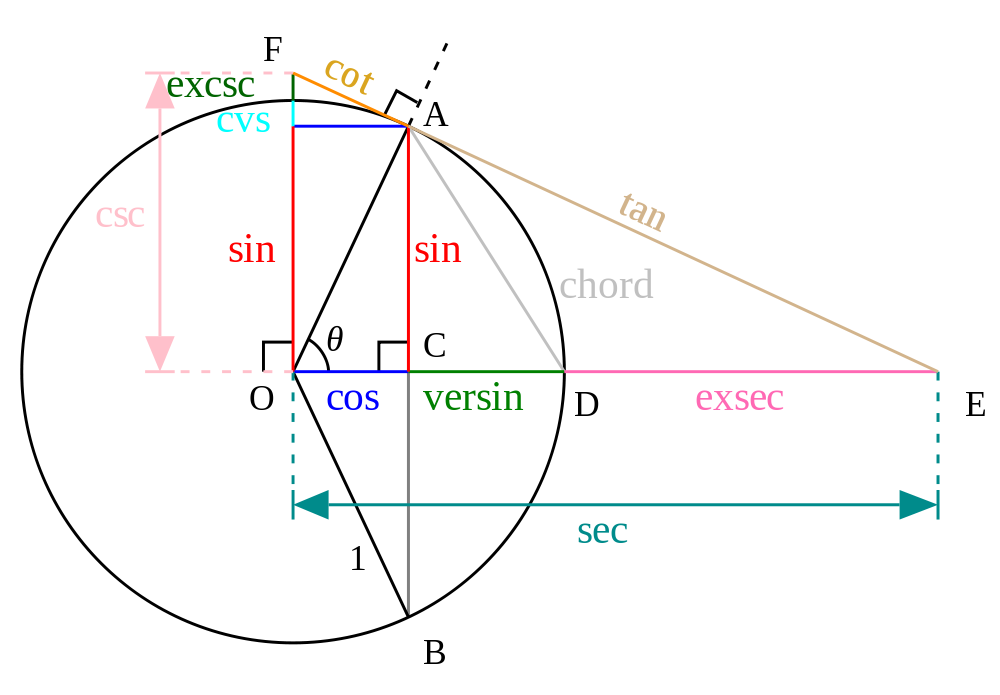 F
cot
excsc
A
cvs
tan
csc
sin
sin
chord
θ
C
O
cos
versin
D
exsec
E
sec
1
B